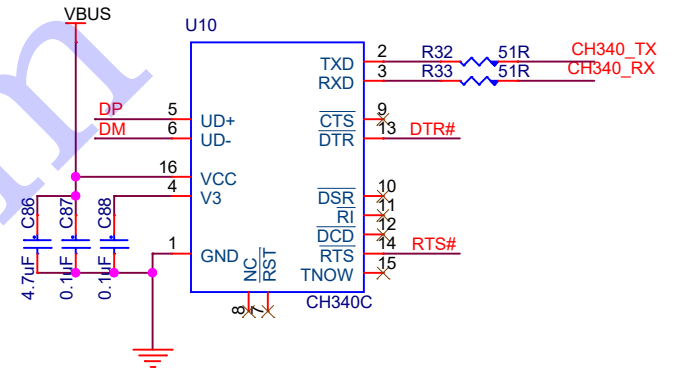 VBUS
U10
TXD 2 R32 51R CH340_TX
RXD 3 R33 51R CH340_RX
DP 5 UD+
DM 6 UD-
CTS 9
DTR 13 DTR#
16 VCC
4 V3
DSR 10
RI 11
DCD 12
RTS 14 RTS#
TNOW 15
1 GND
C86 4.7uF
C87 0.1uF
C88 0.1uF
NC 8
RST 7
CH340C